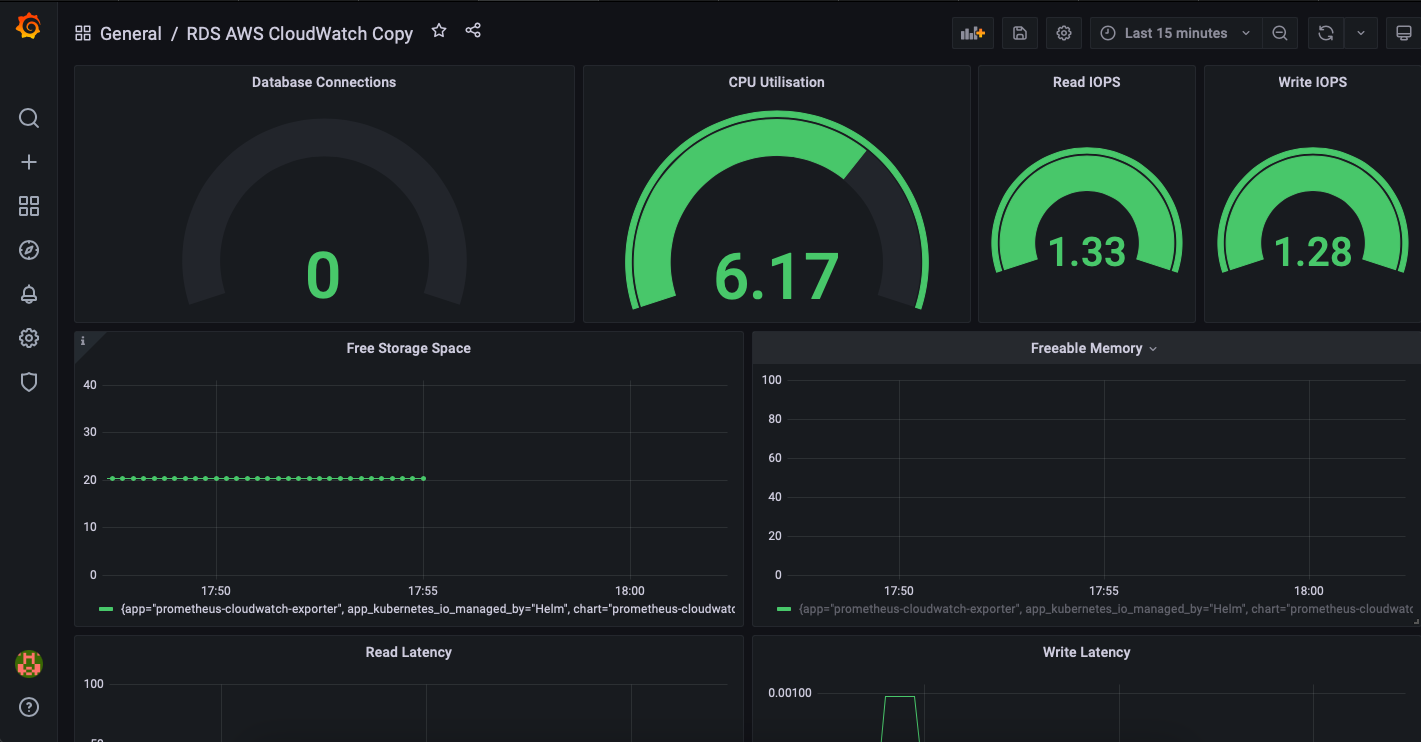 General / RDS AWS CloudWatch Copy
Last 15 minutes
Database Connections
0
CPU Utilisation
6.17
Read IOPS
1.33
Write IOPS
1.28
i
Free Storage Space
40
30
20
10
0
17:50 17:55 18:00
{app="prometheus-cloudwatch-exporter", app_kubernetes_io_managed_by="Helm", chart="prometheus-cloudwatc
Freeable Memory
100
80
60
40
20
0
17:50 17:55 18:00
{app="prometheus-cloudwatch-exporter", app_kubernetes_io_managed_by="Helm", chart="prometheus-cloudwatc
Read Latency
100
50
Write Latency
0.00100